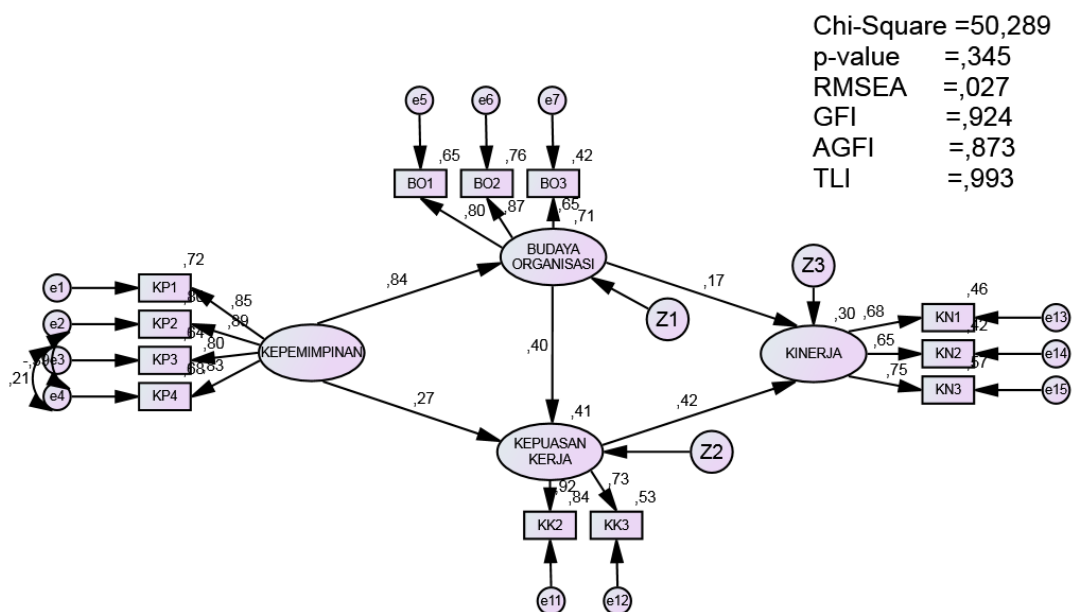 Chi-Square =50,289
p-value =,345
RMSEA =,027
GFI =,924
AGFI =,873
TLI =,993
e5
e6
e7
,65
,76
,42
BO1
BO2
BO3
,80
,87
,65
,71
BUDAYA
ORGANISASI
Z1
,84
,17
,40
,72
e1
KP1
,85
e2
KP2
,89
,64
e3
KP3
,80
,68
,83
e4
KP4
,21
KEPEMIMPINAN
,27
Z3
,30
KINERJA
,68
,46
KN1
e13
,65
,42
KN2
e14
,75
,57
KN3
e15
,42
,41
KEPUASAN
KERJA
Z2
,92
,84
,73
,53
KK2
KK3
e11
e12